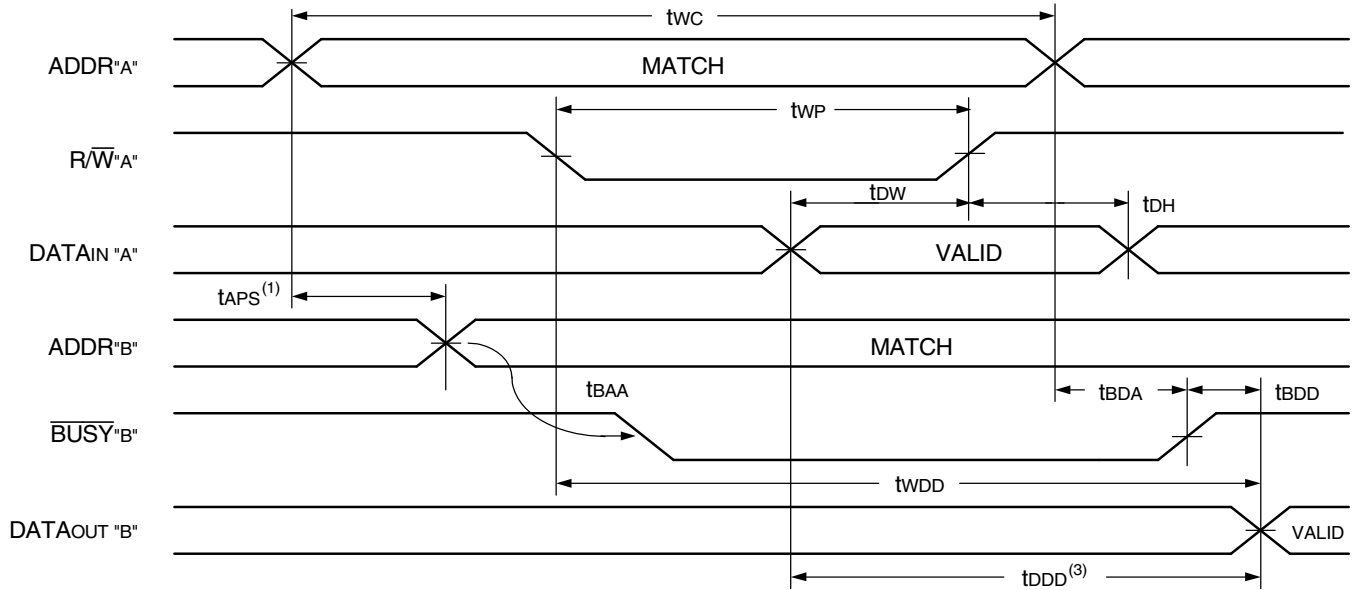 tWC
ADDR"A"
MATCH
tWP
R/W̅"A"
tDW
tDH
DATAIN "A"
VALID
tAPS(1)
ADDR"B"
MATCH
tBAA
tBDA
tBDD
B̅U̅S̅Y̅"B"
tWDD
DATAOUT "B"
VALID
tDDD(3)